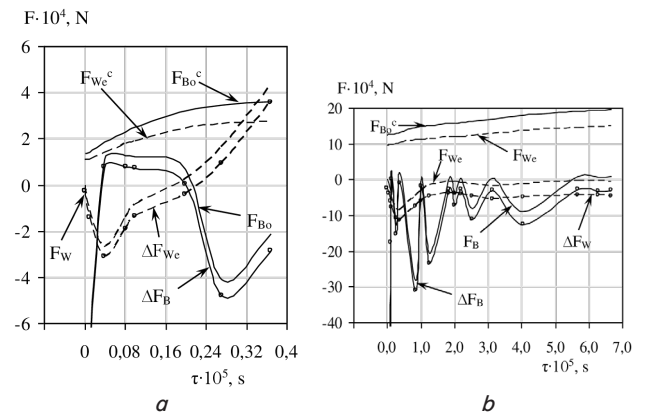 F·10⁴, N
6
4
2
0
-2
-4
-6
F_We^c
F_Bo^c
F_W
ΔF_We
ΔF_B
F_Bo
0 0,08 0,16 0,24 0,32 0,4
τ·10⁵, s
a
F·10⁴, N
20
10
0
-10
-20
-30
-40
F_Bo^c
F_We
F_We
F_B
ΔF_W
ΔF_B
0,0 1,0 2,0 3,0 4,0 5,0 6,0 7,0
τ·10⁵, s
b